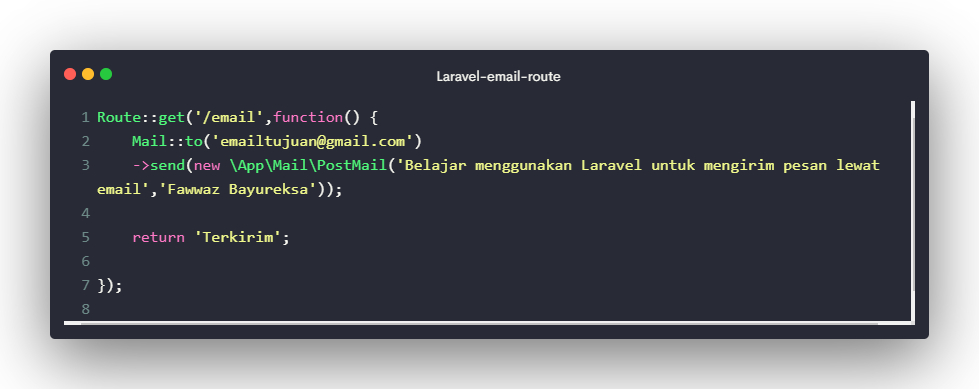 Laravel-email-route
1 Route::get('/email',function() {
2     Mail::to('emailtujuan@gmail.com')
3     ->send(new \App\Mail\PostMail('Belajar menggunakan Laravel untuk mengirim pesan lewat
email','Fawwaz Bayureksa'));
4
5     return 'Terkirim';
6
7 });
8